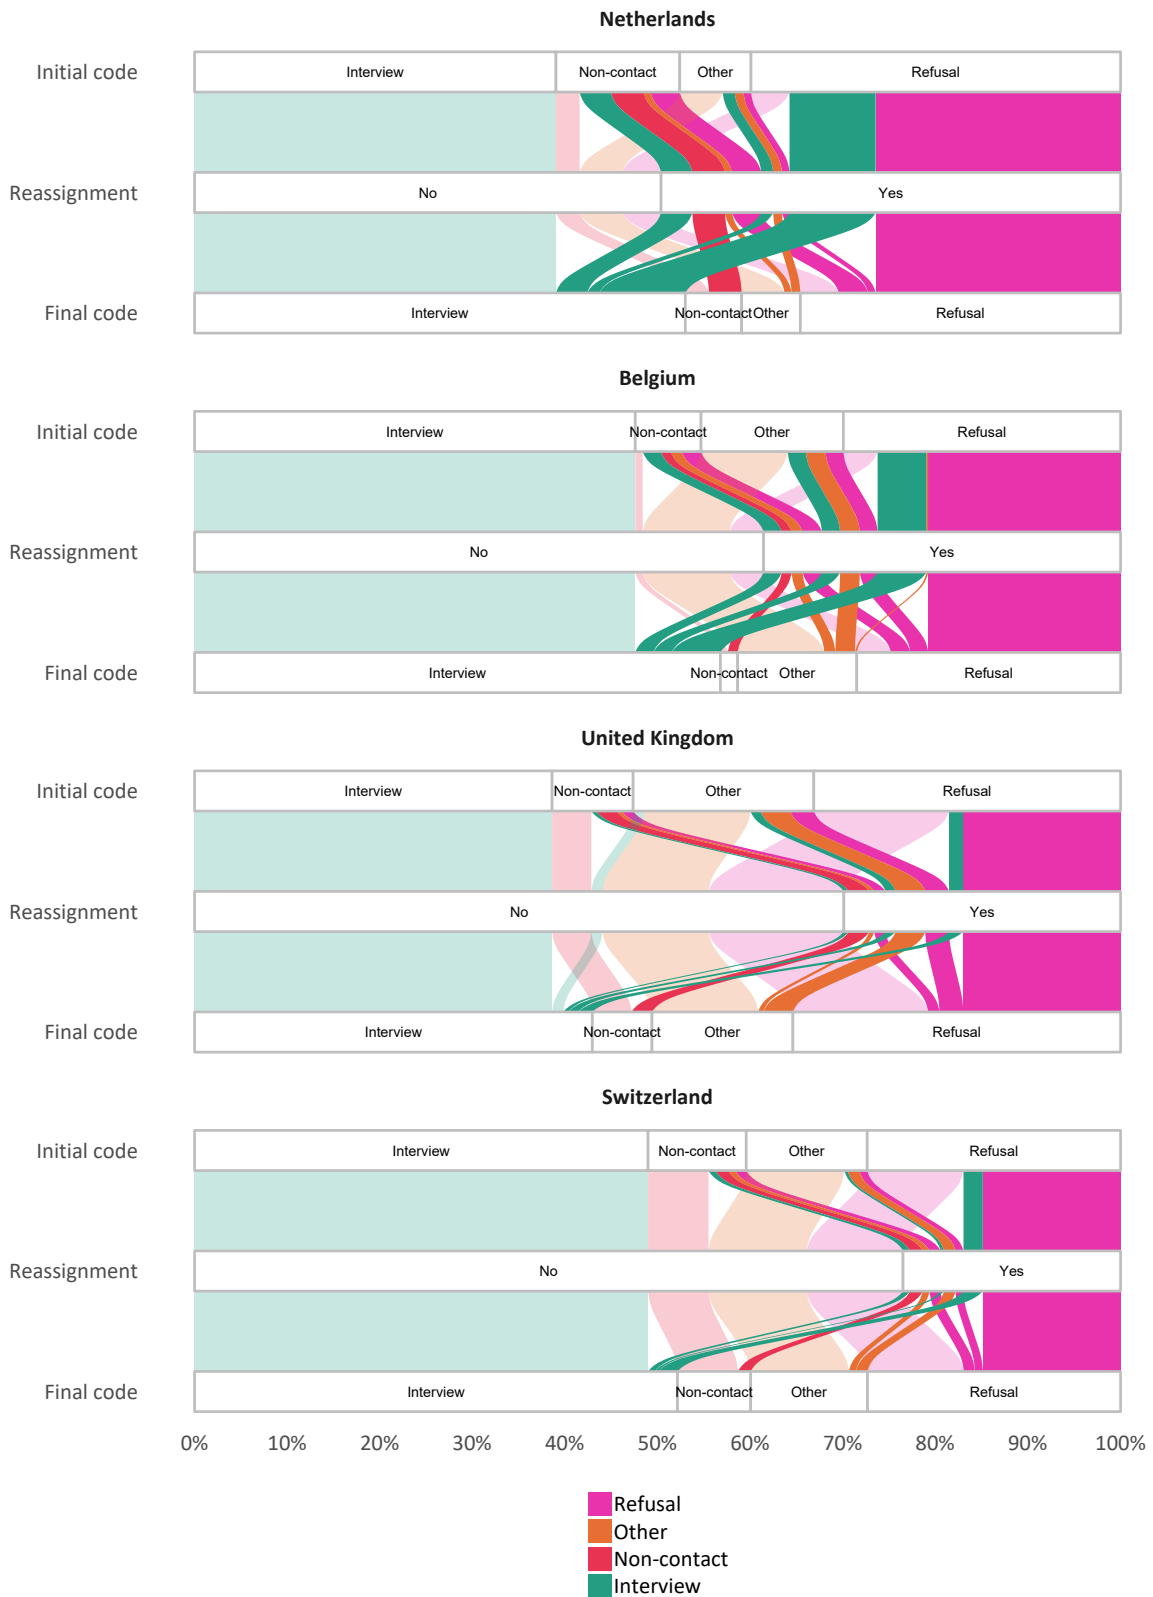 Netherlands
Initial code Interview Non-contact Other Refusal
Reassignment No Yes
Final code Interview Non-contact Other Refusal
Belgium
Initial code Interview Non-contact Other Refusal
Reassignment No Yes
Final code Interview Non-contact Other Refusal
United Kingdom
Initial code Interview Non-contact Other Refusal
Reassignment No Yes
Final code Interview Non-contact Other Refusal
Switzerland
Initial code Interview Non-contact Other Refusal
Reassignment No Yes
Final code Interview Non-contact Other Refusal
0% 10% 20% 30% 40% 50% 60% 70% 80% 90% 100%
Refusal
Other
Non-contact
Interview